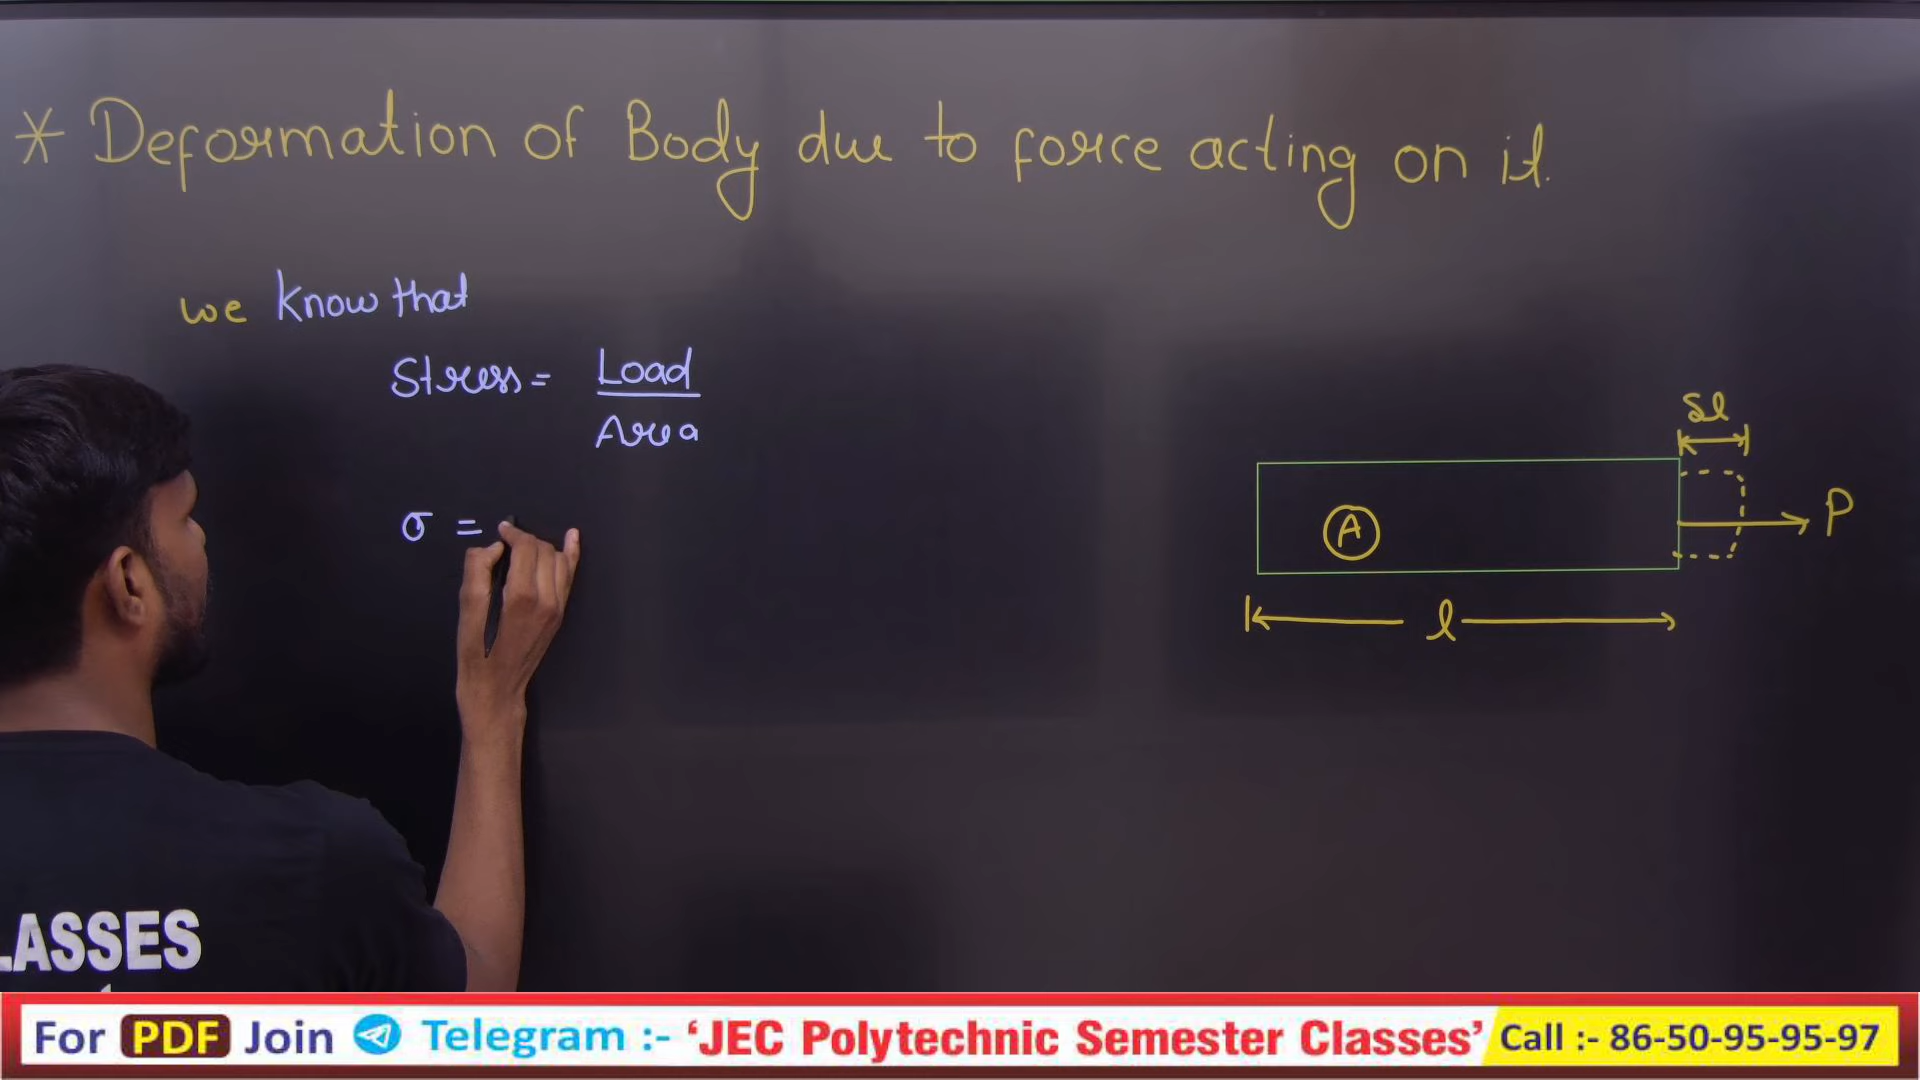 * Deformation of Body due to force acting on it.
we know that
Stress = Load
Area
σ =
δl
A
P
l
LASSES
For PDF Join Telegram :- 'JEC Polytechnic Semester Classes' Call :- 86-50-95-95-97